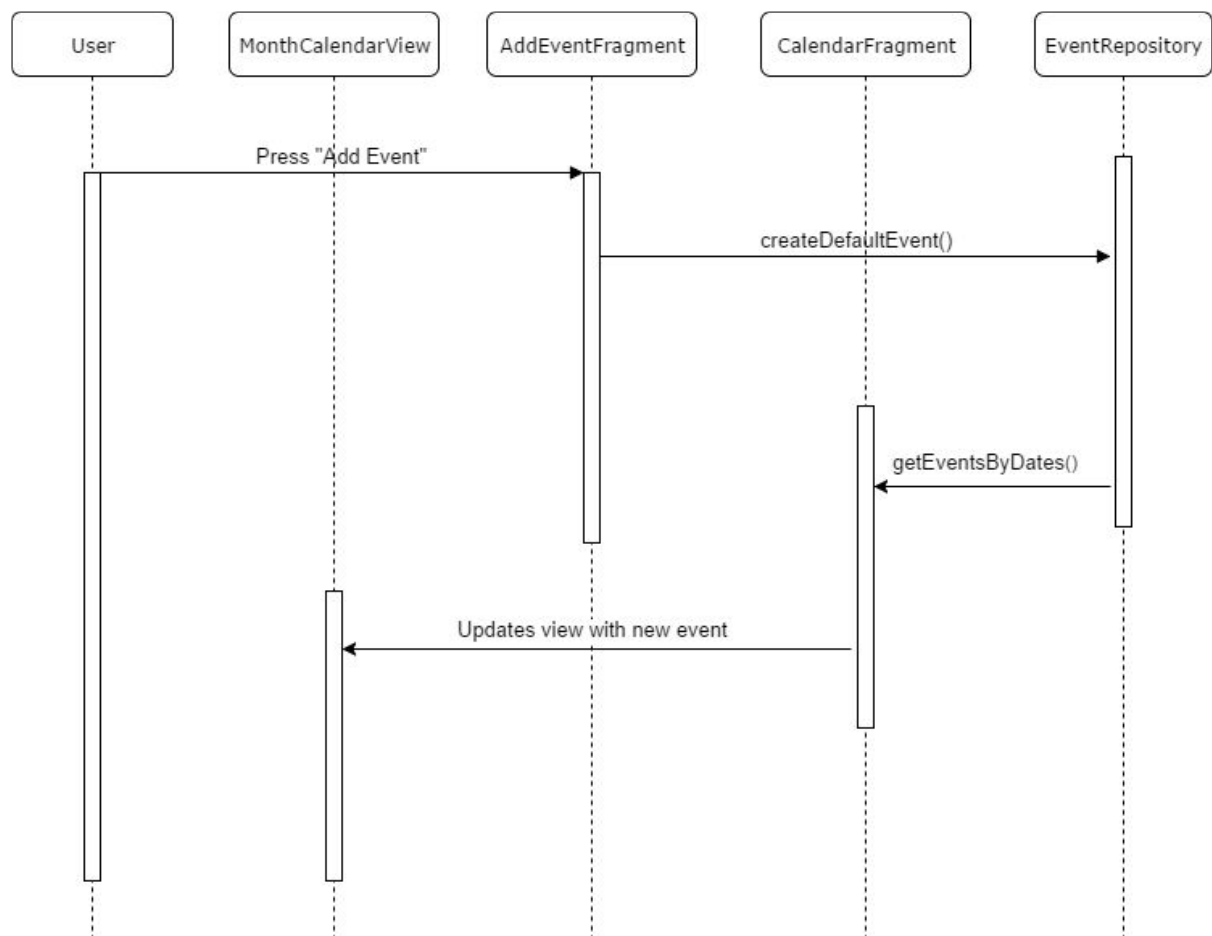 User
MonthCalendarView
AddEventFragment
CalendarFragment
EventRepository
Press "Add Event"
createDefaultEvent()
getEventsByDates()
Updates view with new event